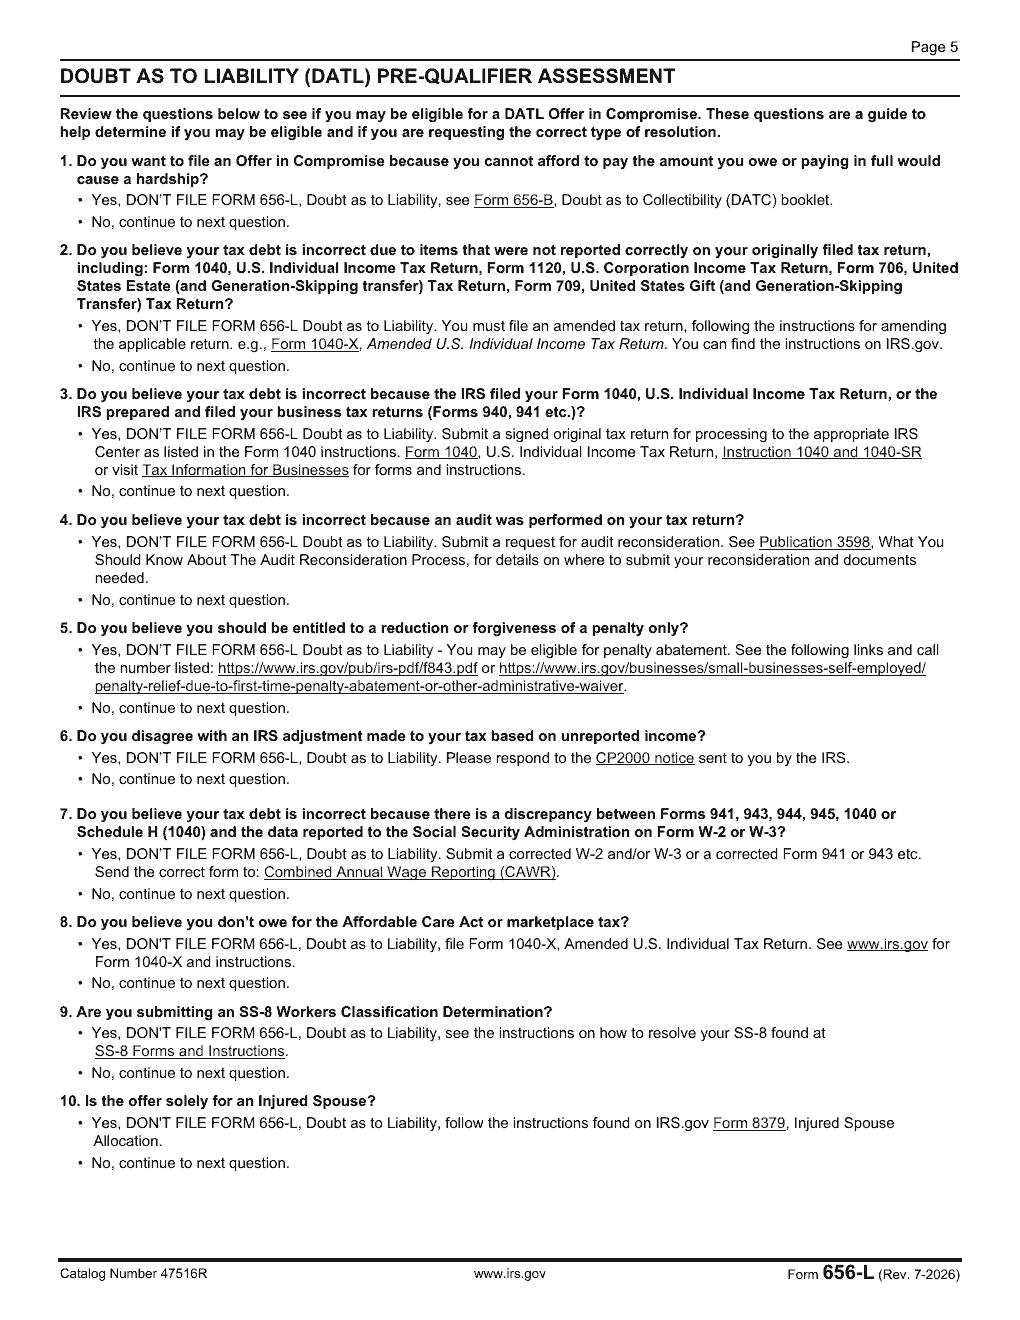 Page 5
DOUBT AS TO LIABILITY (DATL) PRE-QUALIFIER ASSESSMENT
Review the questions below to see if you may be eligible for a DATL Offer in Compromise. These questions are a guide to
help determine if you may be eligible and if you are requesting the correct type of resolution.
1. Do you want to file an Offer in Compromise because you cannot afford to pay the amount you owe or paying in full would
cause a hardship?
• Yes, DON’T FILE FORM 656-L, Doubt as to Liability, see Form 656-B, Doubt as to Collectibility (DATC) booklet.
• No, continue to next question.
2. Do you believe your tax debt is incorrect due to items that were not reported correctly on your originally filed tax return,
including: Form 1040, U.S. Individual Income Tax Return, Form 1120, U.S. Corporation Income Tax Return, Form 706, United
States Estate (and Generation-Skipping transfer) Tax Return, Form 709, United States Gift (and Generation-Skipping
Transfer) Tax Return?
• Yes, DON’T FILE FORM 656-L Doubt as to Liability. You must file an amended tax return, following the instructions for amending
the applicable return. e.g., Form 1040-X, Amended U.S. Individual Income Tax Return. You can find the instructions on IRS.gov.
• No, continue to next question.
3. Do you believe your tax debt is incorrect because the IRS filed your Form 1040, U.S. Individual Income Tax Return, or the
IRS prepared and filed your business tax returns (Forms 940, 941 etc.)?
• Yes, DON’T FILE FORM 656-L Doubt as to Liability. Submit a signed original tax return for processing to the appropriate IRS
Center as listed in the Form 1040 instructions. Form 1040, U.S. Individual Income Tax Return, Instruction 1040 and 1040-SR
or visit Tax Information for Businesses for forms and instructions.
• No, continue to next question.
4. Do you believe your tax debt is incorrect because an audit was performed on your tax return?
• Yes, DON’T FILE FORM 656-L Doubt as to Liability. Submit a request for audit reconsideration. See Publication 3598, What You
Should Know About The Audit Reconsideration Process, for details on where to submit your reconsideration and documents
needed.
• No, continue to next question.
5. Do you believe you should be entitled to a reduction or forgiveness of a penalty only?
• Yes, DON’T FILE FORM 656-L Doubt as to Liability - You may be eligible for penalty abatement. See the following links and call
the number listed: https://www.irs.gov/pub/irs-pdf/f843.pdf or https://www.irs.gov/businesses/small-businesses-self-employed/
penalty-relief-due-to-first-time-penalty-abatement-or-other-administrative-waiver.
• No, continue to next question.
6. Do you disagree with an IRS adjustment made to your tax based on unreported income?
• Yes, DON’T FILE FORM 656-L, Doubt as to Liability. Please respond to the CP2000 notice sent to you by the IRS.
• No, continue to next question.
7. Do you believe your tax debt is incorrect because there is a discrepancy between Forms 941, 943, 944, 945, 1040 or
Schedule H (1040) and the data reported to the Social Security Administration on Form W-2 or W-3?
• Yes, DON’T FILE FORM 656-L, Doubt as to Liability. Submit a corrected W-2 and/or W-3 or a corrected Form 941 or 943 etc.
Send the correct form to: Combined Annual Wage Reporting (CAWR).
• No, continue to next question.
8. Do you believe you don’t owe for the Affordable Care Act or marketplace tax?
• Yes, DON'T FILE FORM 656-L, Doubt as to Liability, file Form 1040-X, Amended U.S. Individual Tax Return. See www.irs.gov for
Form 1040-X and instructions.
• No, continue to next question.
9. Are you submitting an SS-8 Workers Classification Determination?
• Yes, DON'T FILE FORM 656-L, Doubt as to Liability, see the instructions on how to resolve your SS-8 found at
SS-8 Forms and Instructions.
• No, continue to next question.
10. Is the offer solely for an Injured Spouse?
• Yes, DON'T FILE FORM 656-L, Doubt as to Liability, follow the instructions found on IRS.gov Form 8379, Injured Spouse
Allocation.
• No, continue to next question.
Catalog Number 47516R www.irs.gov Form 656-L (Rev. 7-2026)